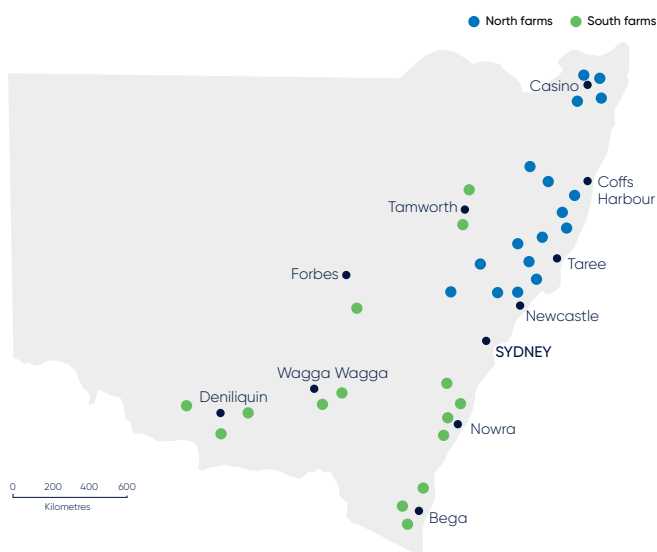 North farms
South farms
Casino
Coffs
Harbour
Tamworth
Taree
Forbes
Newcastle
SYDNEY
Wagga Wagga
Deniliquin
Nowra
0 200 400 600
Kilometres
Bega